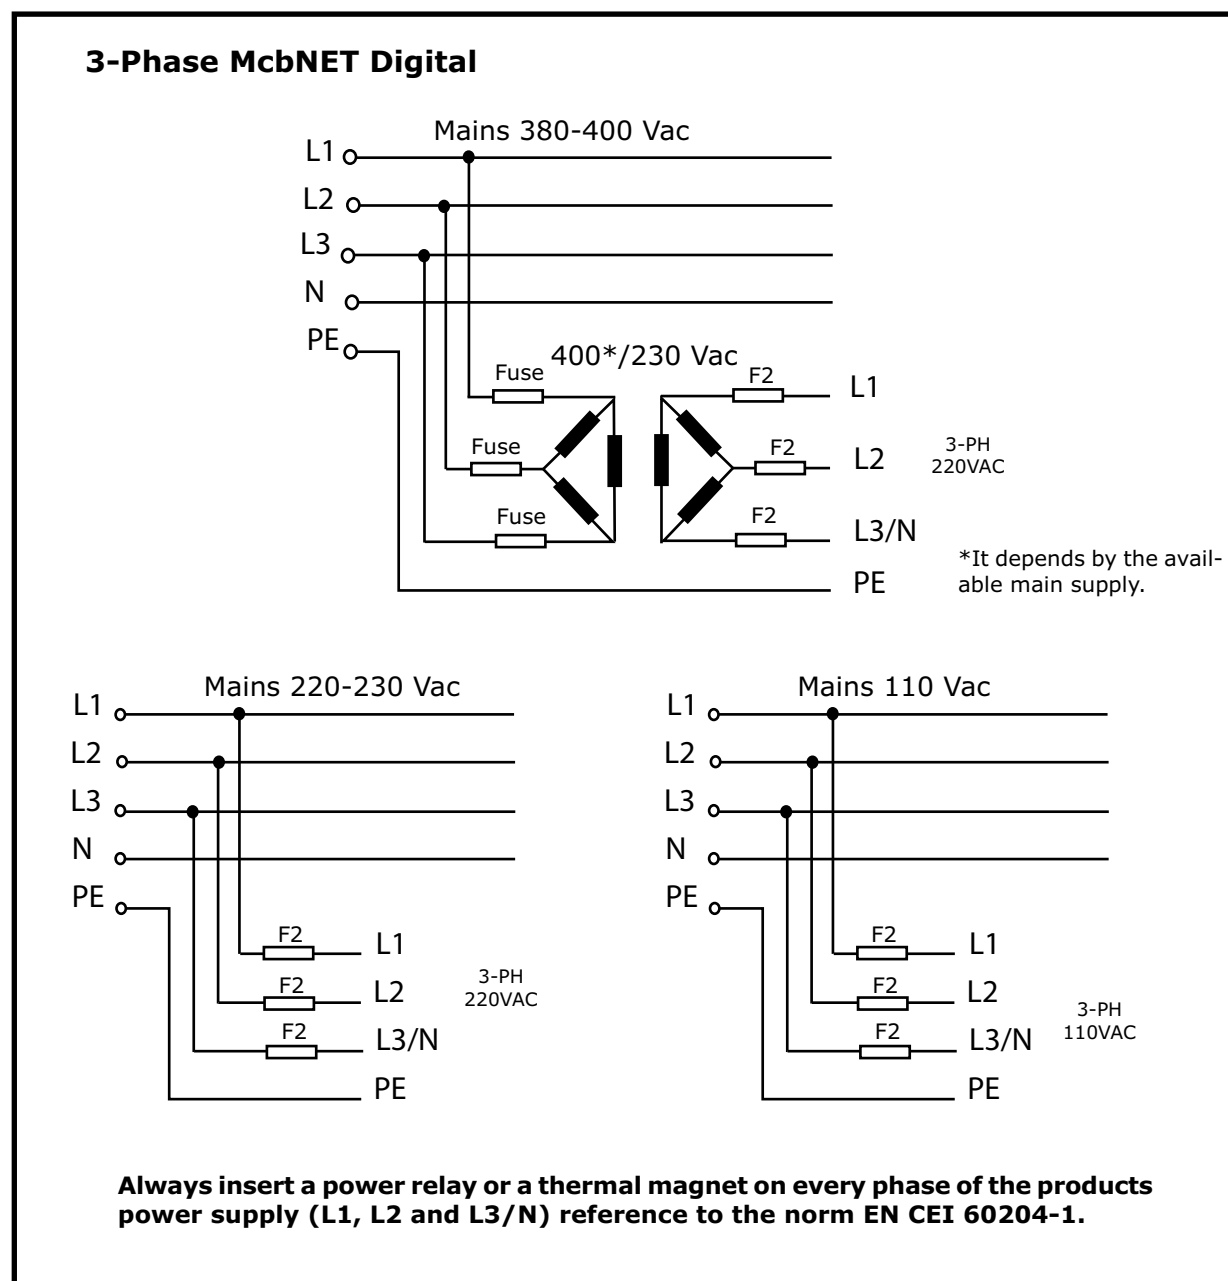 3-Phase McbNET Digital
Mains 380-400 Vac
L1
L2
L3
N
PE
400*/230 Vac
Fuse
F2
L1
Fuse
F2
L2
3-PH
220VAC
Fuse
F2
L3/N
*It depends by the avail-
able main supply.
PE
Mains 220-230 Vac
L1
L2
L3
N
PE
F2
L1
F2
L2
3-PH
220VAC
F2
L3/N
PE
Mains 110 Vac
L1
L2
L3
N
PE
F2
L1
F2
L2
3-PH
110VAC
F2
L3/N
PE
Always insert a power relay or a thermal magnet on every phase of the products
power supply (L1, L2 and L3/N) reference to the norm EN CEI 60204-1.